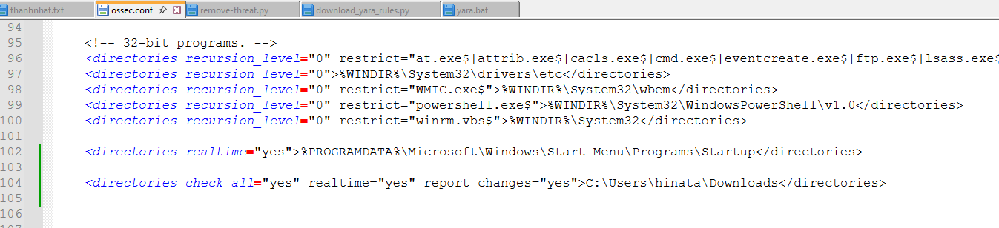 thanhnhat.txt ossec.conf remove-threat.py download_yara_rules.py yara.bat
94
95 <!-- 32-bit programs. -->
96 <directories recursion_level="0" restrict="at.exe$|attrib.exe$|cacls.exe$|cmd.exe$|eventcreate.exe$|ftp.exe$|lsass.exe$
97 <directories recursion_level="0">%WINDIR%\System32\drivers\etc</directories>
98 <directories recursion_level="0" restrict="WMIC.exe$">%WINDIR%\System32\wbem</directories>
99 <directories recursion_level="0" restrict="powershell.exe$">%WINDIR%\System32\WindowsPowerShell\v1.0</directories>
100 <directories recursion_level="0" restrict="winrm.vbs$">%WINDIR%\System32</directories>
101
102 <directories realtime="yes">%PROGRAMDATA%\Microsoft\Windows\Start Menu\Programs\Startup</directories>
103
104 <directories check_all="yes" realtime="yes" report_changes="yes">C:\Users\hinata\Downloads</directories>
105
106